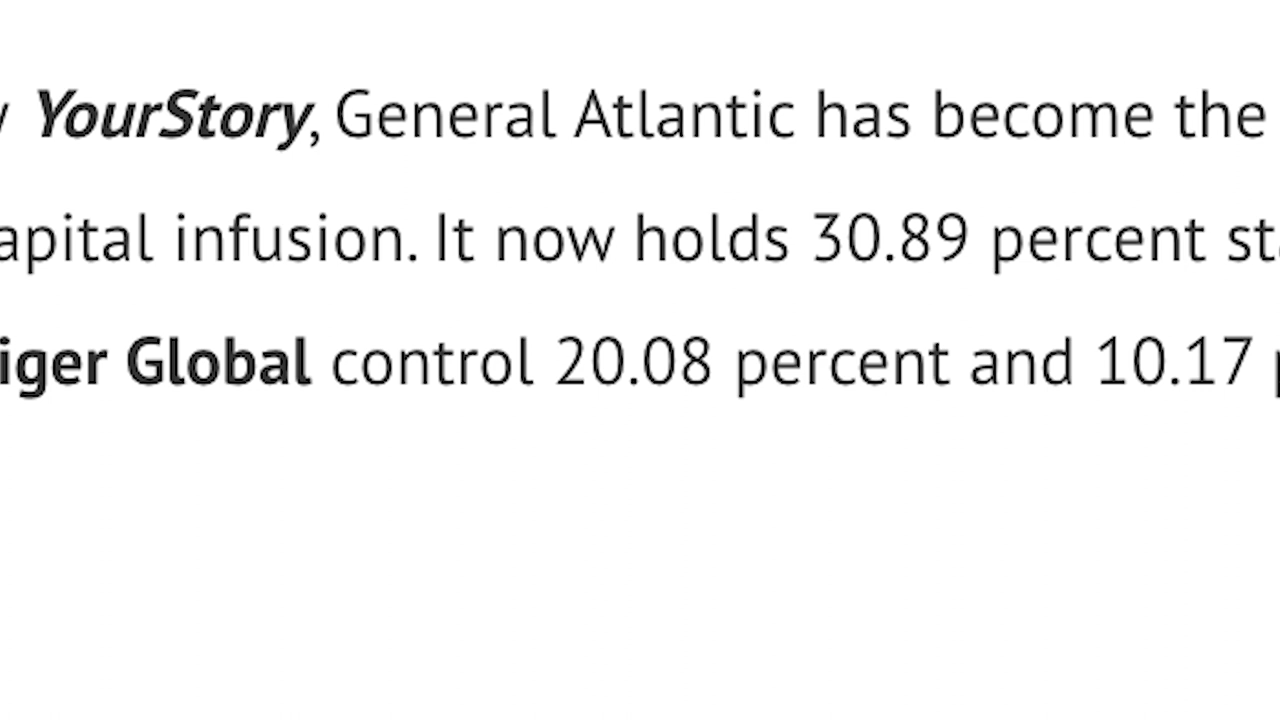 YourStory, General Atlantic has become the
apital infusion. It now holds 30.89 percent
iger Global control 20.08 percent and 10.17